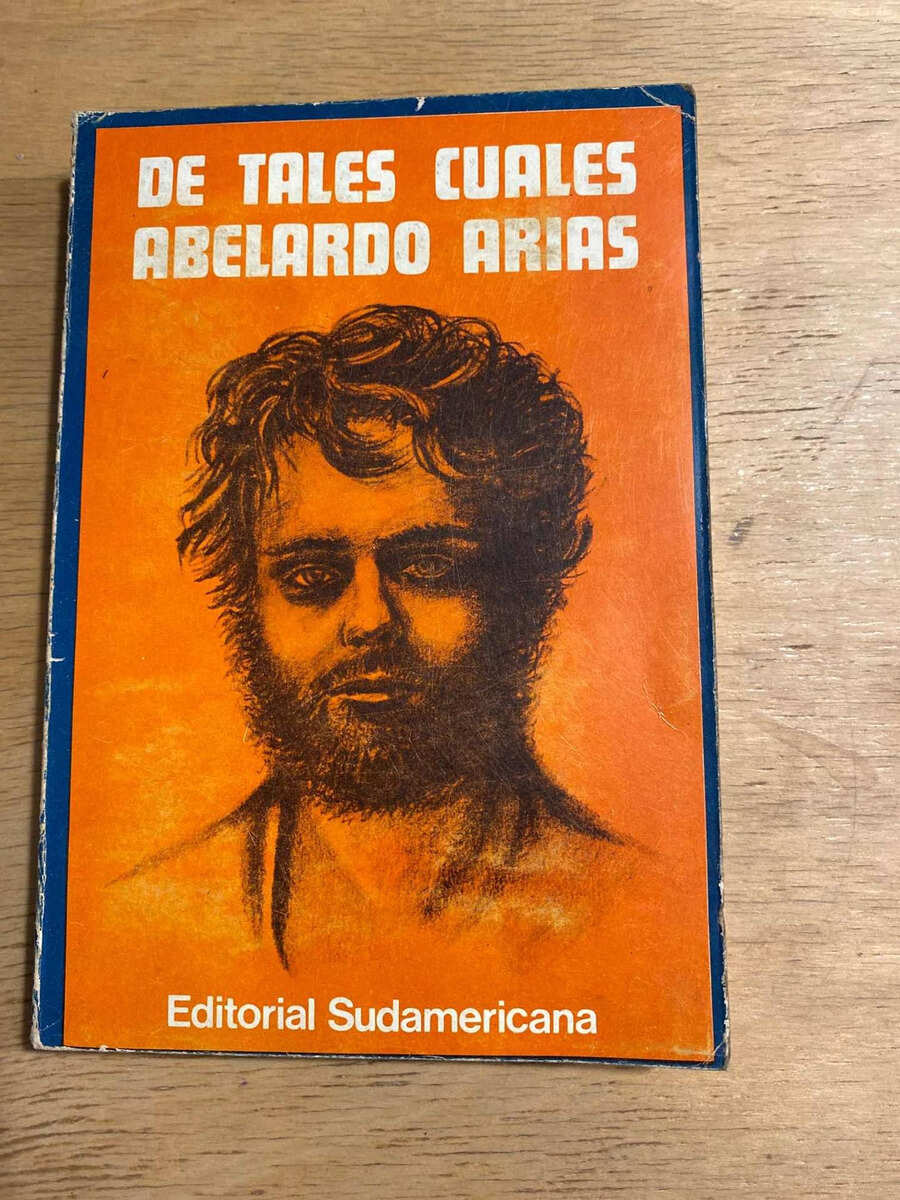 DE TALES CUALES
ABELARDO ARIAS
Editorial Sudamericana